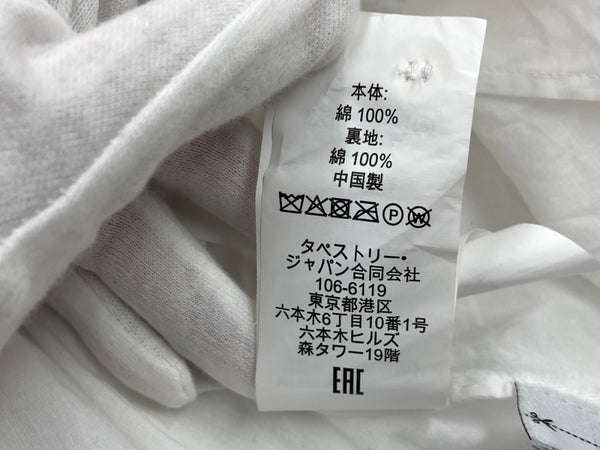 本体:
綿 100%
裏地:
綿 100%
中国製
P W
タペストリー・
ジャパン合同会社
106-6119
東京都港区
六本木6丁目10番1号
六本木ヒルズ
森タワー19階
EAC